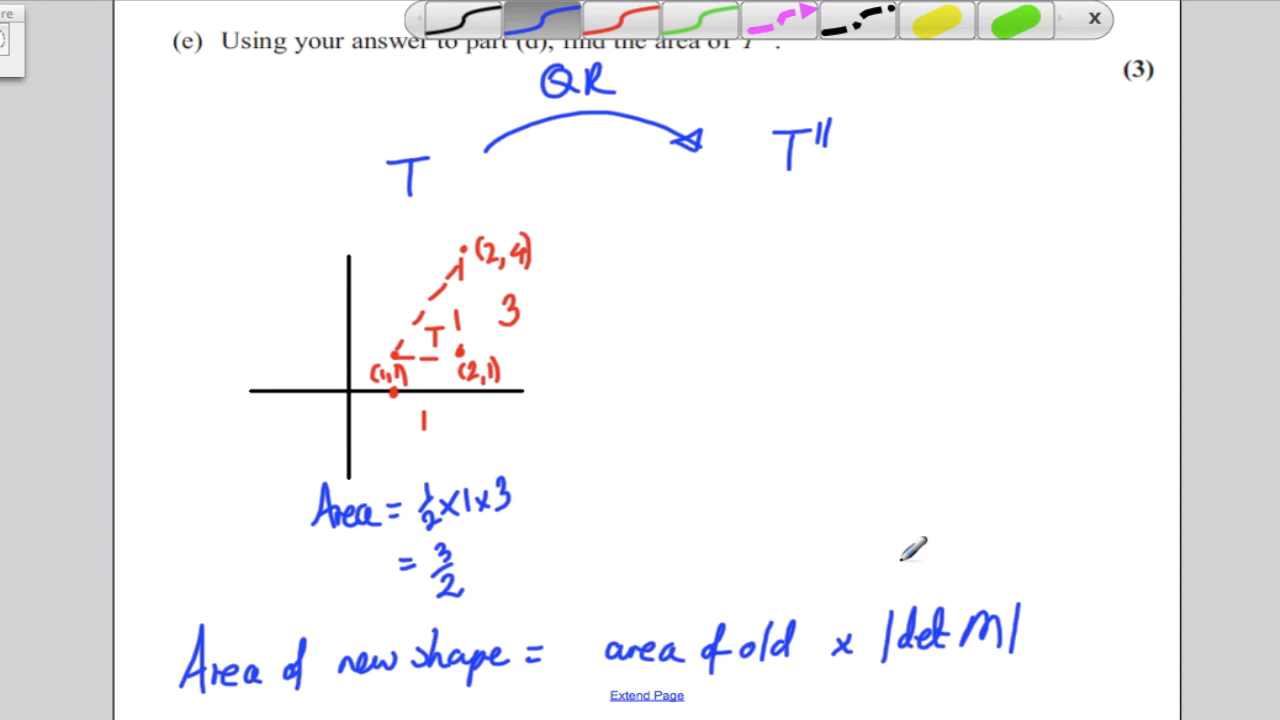 re
x
(e) Using your answer to part (d), find the area of T″.
(3)
QR
T
T″
(2,4)
3
T
(1,1)
(2,1)
1
Area = ½ × 1 × 3
= 3/2
Area of new shape = area of old × |det M|
Extend Page